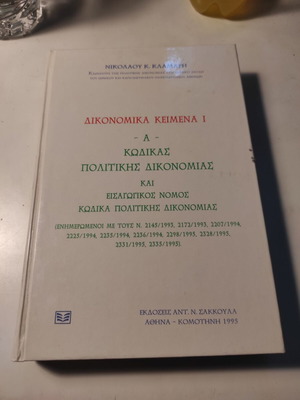 ΝΙΚΟΛΑΟΥ Κ. ΚΛΑΜΑΡΗ
ΔΙΚΟΝΟΜΙΚΑ ΚΕΙΜΕΝΑ Ι
- Α -
ΚΩΔΙΚΑΣ
ΠΟΛΙΤΙΚΗΣ ΔΙΚΟΝΟΜΙΑΣ
ΚΑΙ
ΕΙΣΑΓΩΓΙΚΟΣ ΝΟΜΟΣ
ΚΩΔΙΚΑ ΠΟΛΙΤΙΚΗΣ ΔΙΚΟΝΟΜΙΑΣ
(ΕΝΗΜΕΡΩΜΕΝΟΙ ΜΕ ΤΟΥΣ Ν. 2145/1993, 2172/1993, 2207/1994,
2225/1994, 2235/1994, 2236/1994, 2298/1995, 2328/1995,
2331/1995, 2335/1995)
ΕΚΔΟΣΕΙΣ ΑΝΤ. Ν. ΣΑΚΚΟΥΛΑ
ΑΘΗΝΑ - ΚΟΜΟΤΗΝΗ 1995